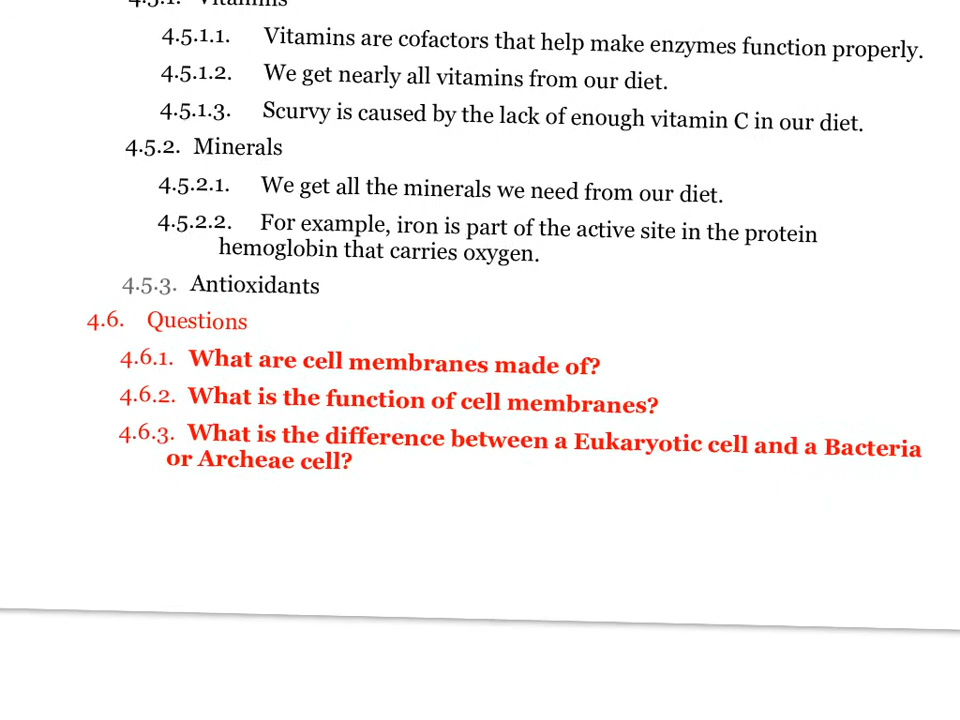 4.5.1. Vitamins
4.5.1.1. Vitamins are cofactors that help make enzymes function properly.
4.5.1.2. We get nearly all vitamins from our diet.
4.5.1.3. Scurvy is caused by the lack of enough vitamin C in our diet.
4.5.2. Minerals
4.5.2.1. We get all the minerals we need from our diet.
4.5.2.2. For example, iron is part of the active site in the protein
hemoglobin that carries oxygen.
4.5.3. Antioxidants
4.6. Questions
4.6.1. What are cell membranes made of?
4.6.2. What is the function of cell membranes?
4.6.3. What is the difference between a Eukaryotic cell and a Bacteria
or Archeae cell?